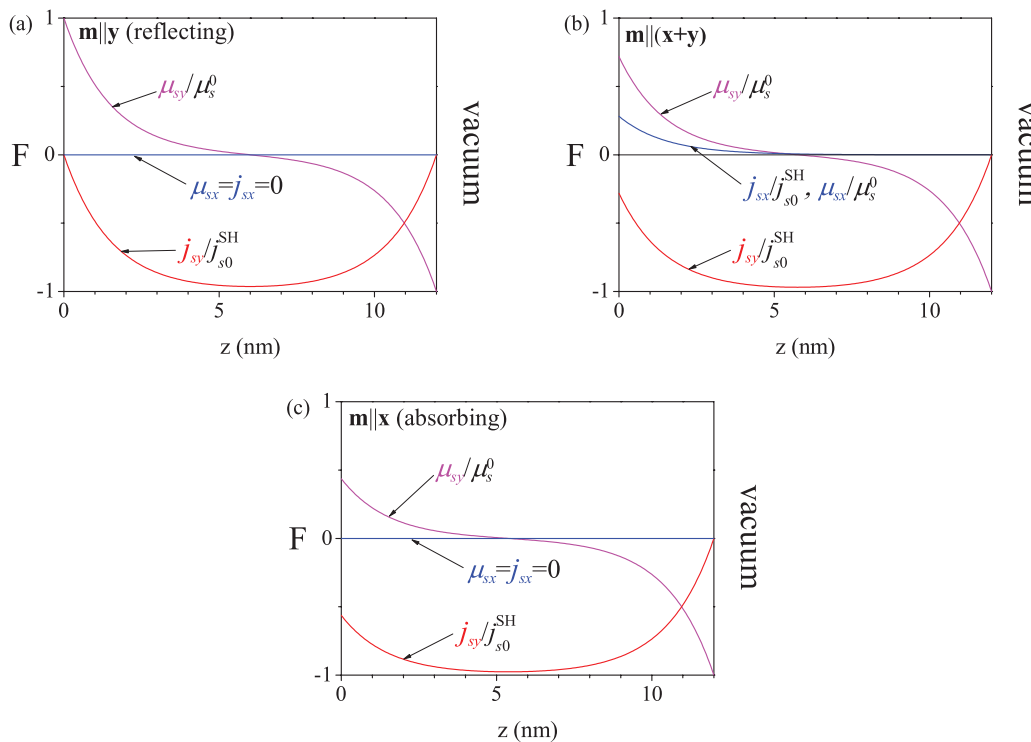 (a)
m||y (reflecting)
μsy/μs0
1
0
-1
F
μsx=jsx=0
jsy/js0SH
vacuum
0
5
10
z (nm)
(b)
m||(x+y)
μsy/μs0
1
0
-1
F
jsx/js0SH, μsx/μs0
jsy/js0SH
vacuum
0
5
10
z (nm)
(c)
m||x (absorbing)
μsy/μs0
1
0
-1
F
μsx=jsx=0
jsy/js0SH
vacuum
0
5
10
z (nm)